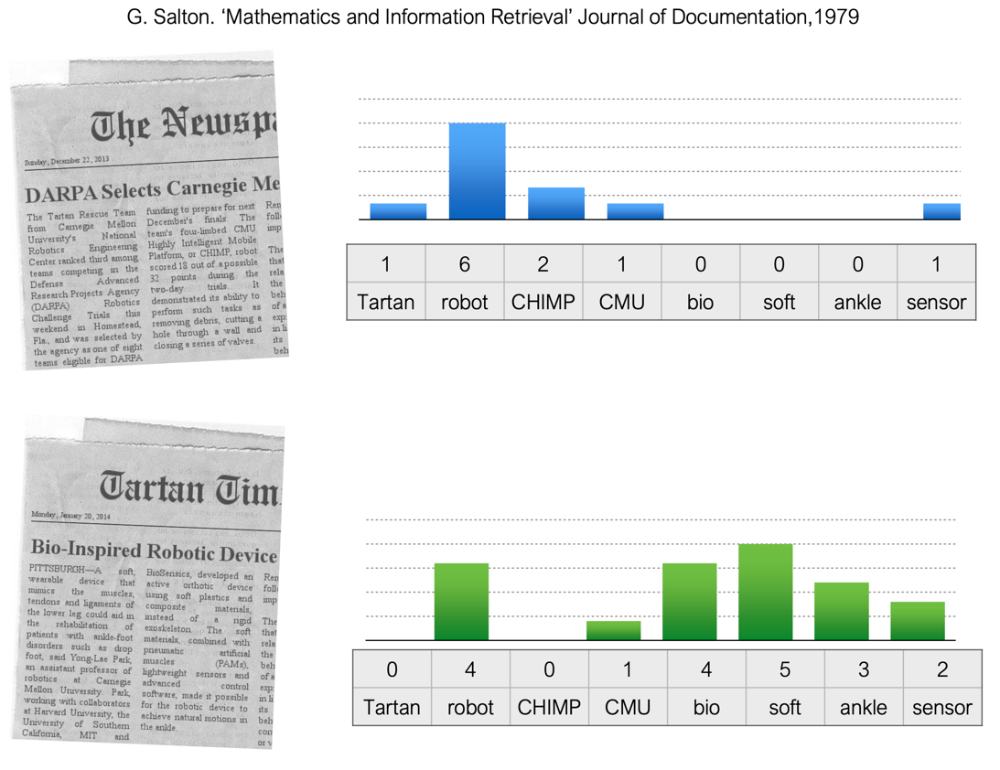 G. Salton. ‘Mathematics and Information Retrieval’ Journal of Documentation,1979
The Newspa
Sunday, December 22, 2013
DARPA Selects Carnegie Me
The Tartan Rescue Team
from Carnegie Mellon
University's National
Robotics Engineering
Center ranked third among
teams competing in the
Defense Advanced
Research Projects Agency
(DARPA) Robotics
Challenge Trials this
weekend in Homestead,
Fla., and was selected by
the agency as one of eight
teams eligible for DARPA
funding to prepare for next
December's finals. The
team's four-limbed CMU
Highly Intelligent Mobile
Platform, or CHIMP, robot
scored 18 out of a possible
32 points during the
two-day trials. It
demonstrated its ability to
perform such tasks as
removing debris, cutting a
hole through a wall and
closing a series of valves.
1 6 2 1 0 0 0 1
Tartan robot CHIMP CMU bio soft ankle sensor
Tartan Tim
Monday, January 20, 2014
Bio-Inspired Robotic Device
PITTSBURGH—A soft,
wearable device that
mimics the muscles,
tendons and ligaments of
the lower leg could aid in
the rehabilitation of
patients with ankle-foot
disorders such as drop
foot, said Yong-Lae Park,
an assistant professor of
robotics at Carnegie
Mellon University. Park,
working with collaborators
at Harvard University, the
University of Southern
California, MIT and
BioSensics, developed an
active orthotic device
using soft plastics and
composite materials,
instead of a rigid
exoskeleton. The soft
materials, combined with
pneumatic artificial
muscles (PAMs),
lightweight sensors and
advanced control
software, made it possible
for the robotic device to
achieve natural motions in
the ankle.
0 4 0 1 4 5 3 2
Tartan robot CHIMP CMU bio soft ankle sensor